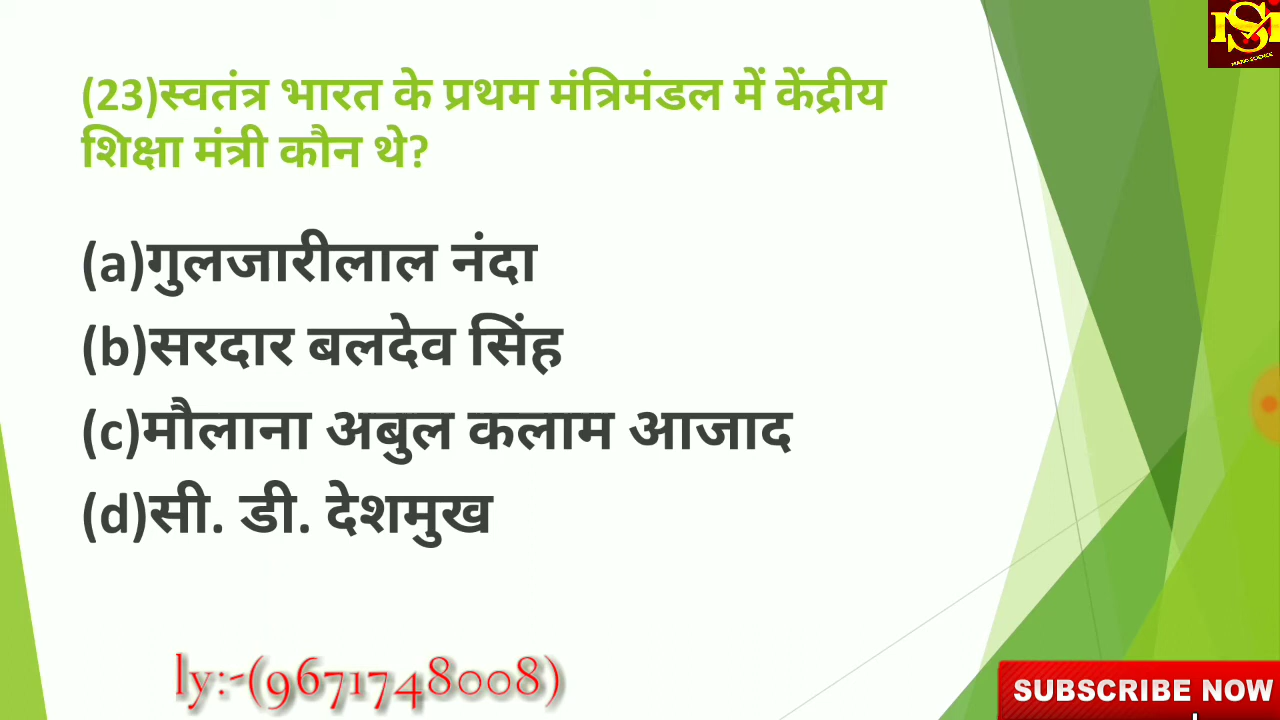 (23)स्वतंत्र भारत के प्रथम मंत्रिमंडल में केंद्रीय
शिक्षा मंत्री कौन थे?
(a)गुलजारीलाल नंदा
(b)सरदार बलदेव सिंह
(c)मौलाना अबुल कलाम आजाद
(d)सी. डी. देशमुख
ly:-(9671748008)
SUBSCRIBE NOW